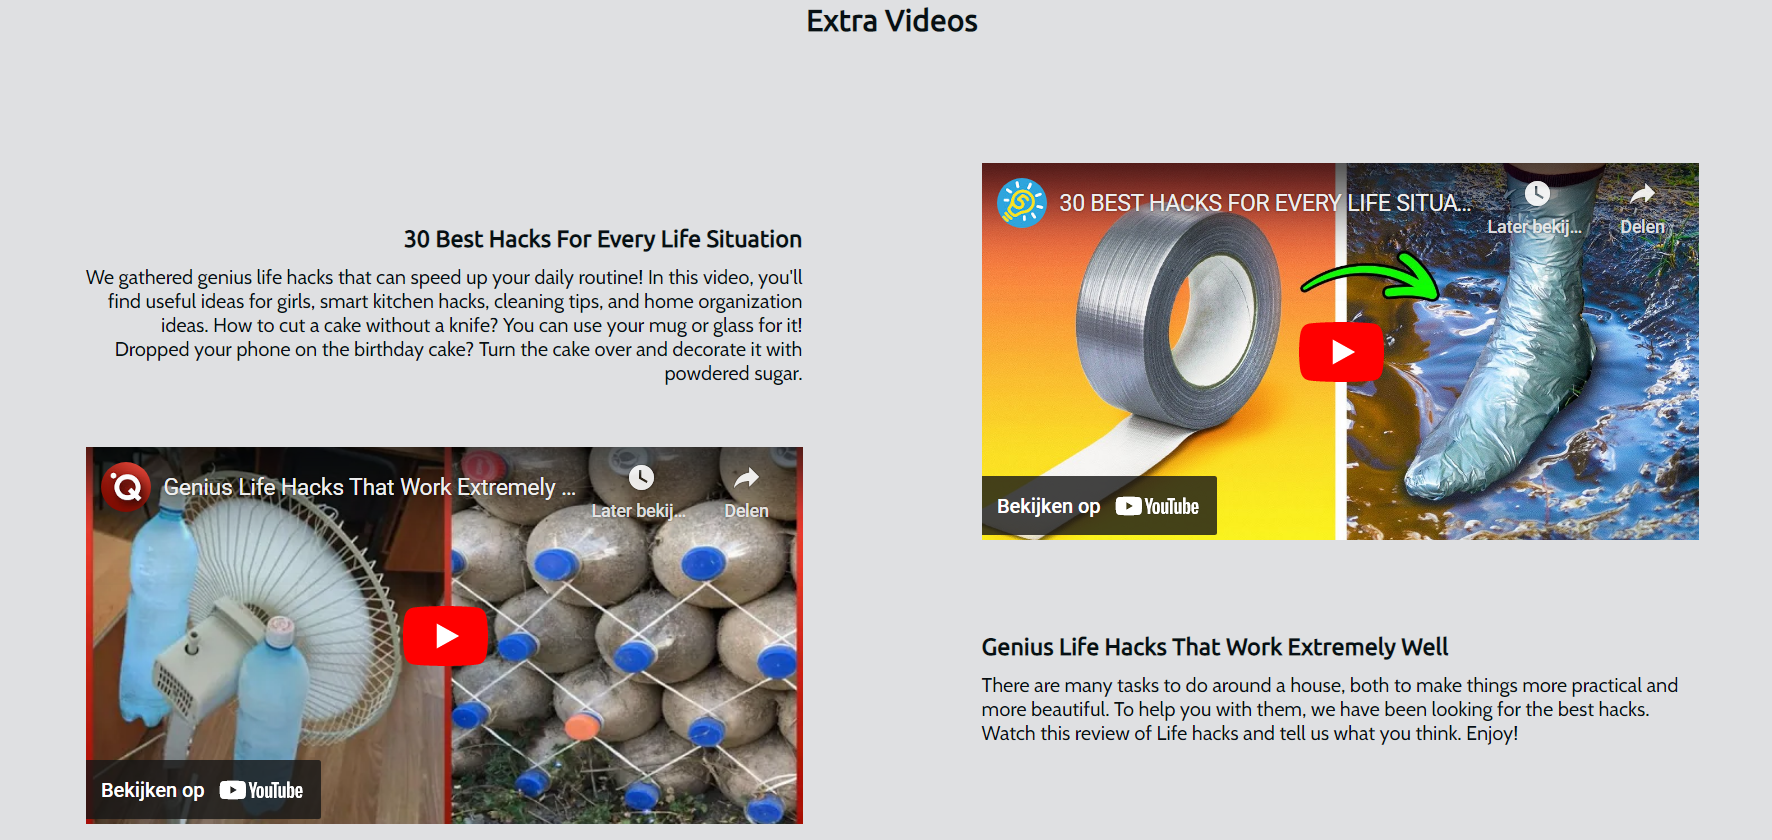 Extra Videos
30 Best Hacks For Every Life Situation
We gathered genius life hacks that can speed up your daily routine! In this video, you'll
find useful ideas for girls, smart kitchen hacks, cleaning tips, and home organization
ideas. How to cut a cake without a knife? You can use your mug or glass for it!
Dropped your phone on the birthday cake? Turn the cake over and decorate it with
powdered sugar.
30 BEST HACKS FOR EVERY LIFE SITUA...
Later bekij...
Delen
Bekijken op YouTube
Genius Life Hacks That Work Extremely ...
Later bekij...
Delen
Bekijken op YouTube
Genius Life Hacks That Work Extremely Well
There are many tasks to do around a house, both to make things more practical and
more beautiful. To help you with them, we have been looking for the best hacks.
Watch this review of Life hacks and tell us what you think. Enjoy!